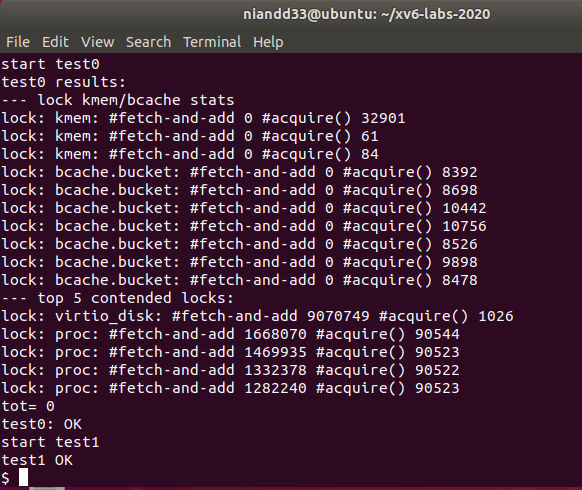 niandd33@ubuntu: ~/xv6-labs-2020
File Edit View Search Terminal Help
start test0
test0 results:
--- lock kmem/bcache stats
lock: kmem: #fetch-and-add 0 #acquire() 32901
lock: kmem: #fetch-and-add 0 #acquire() 61
lock: kmem: #fetch-and-add 0 #acquire() 84
lock: bcache.bucket: #fetch-and-add 0 #acquire() 8392
lock: bcache.bucket: #fetch-and-add 0 #acquire() 8698
lock: bcache.bucket: #fetch-and-add 0 #acquire() 10442
lock: bcache.bucket: #fetch-and-add 0 #acquire() 10756
lock: bcache.bucket: #fetch-and-add 0 #acquire() 8526
lock: bcache.bucket: #fetch-and-add 0 #acquire() 9898
lock: bcache.bucket: #fetch-and-add 0 #acquire() 8478
--- top 5 contended locks:
lock: virtio_disk: #fetch-and-add 9070749 #acquire() 1026
lock: proc: #fetch-and-add 1668070 #acquire() 90544
lock: proc: #fetch-and-add 1469935 #acquire() 90523
lock: proc: #fetch-and-add 1332378 #acquire() 90522
lock: proc: #fetch-and-add 1282240 #acquire() 90523
tot= 0
test0: OK
start test1
test1 OK
$